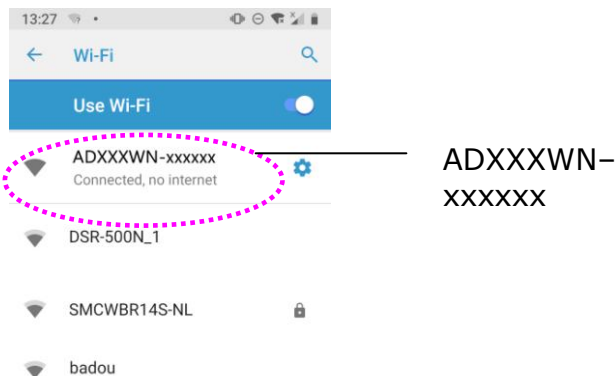 13:27
Wi-Fi
Use Wi-Fi
ADXXXWN-xxxxxx
Connected, no internet
ADXXXWN–
xxxxxx
DSR-500N_1
SMCWBR14S-NL
badou